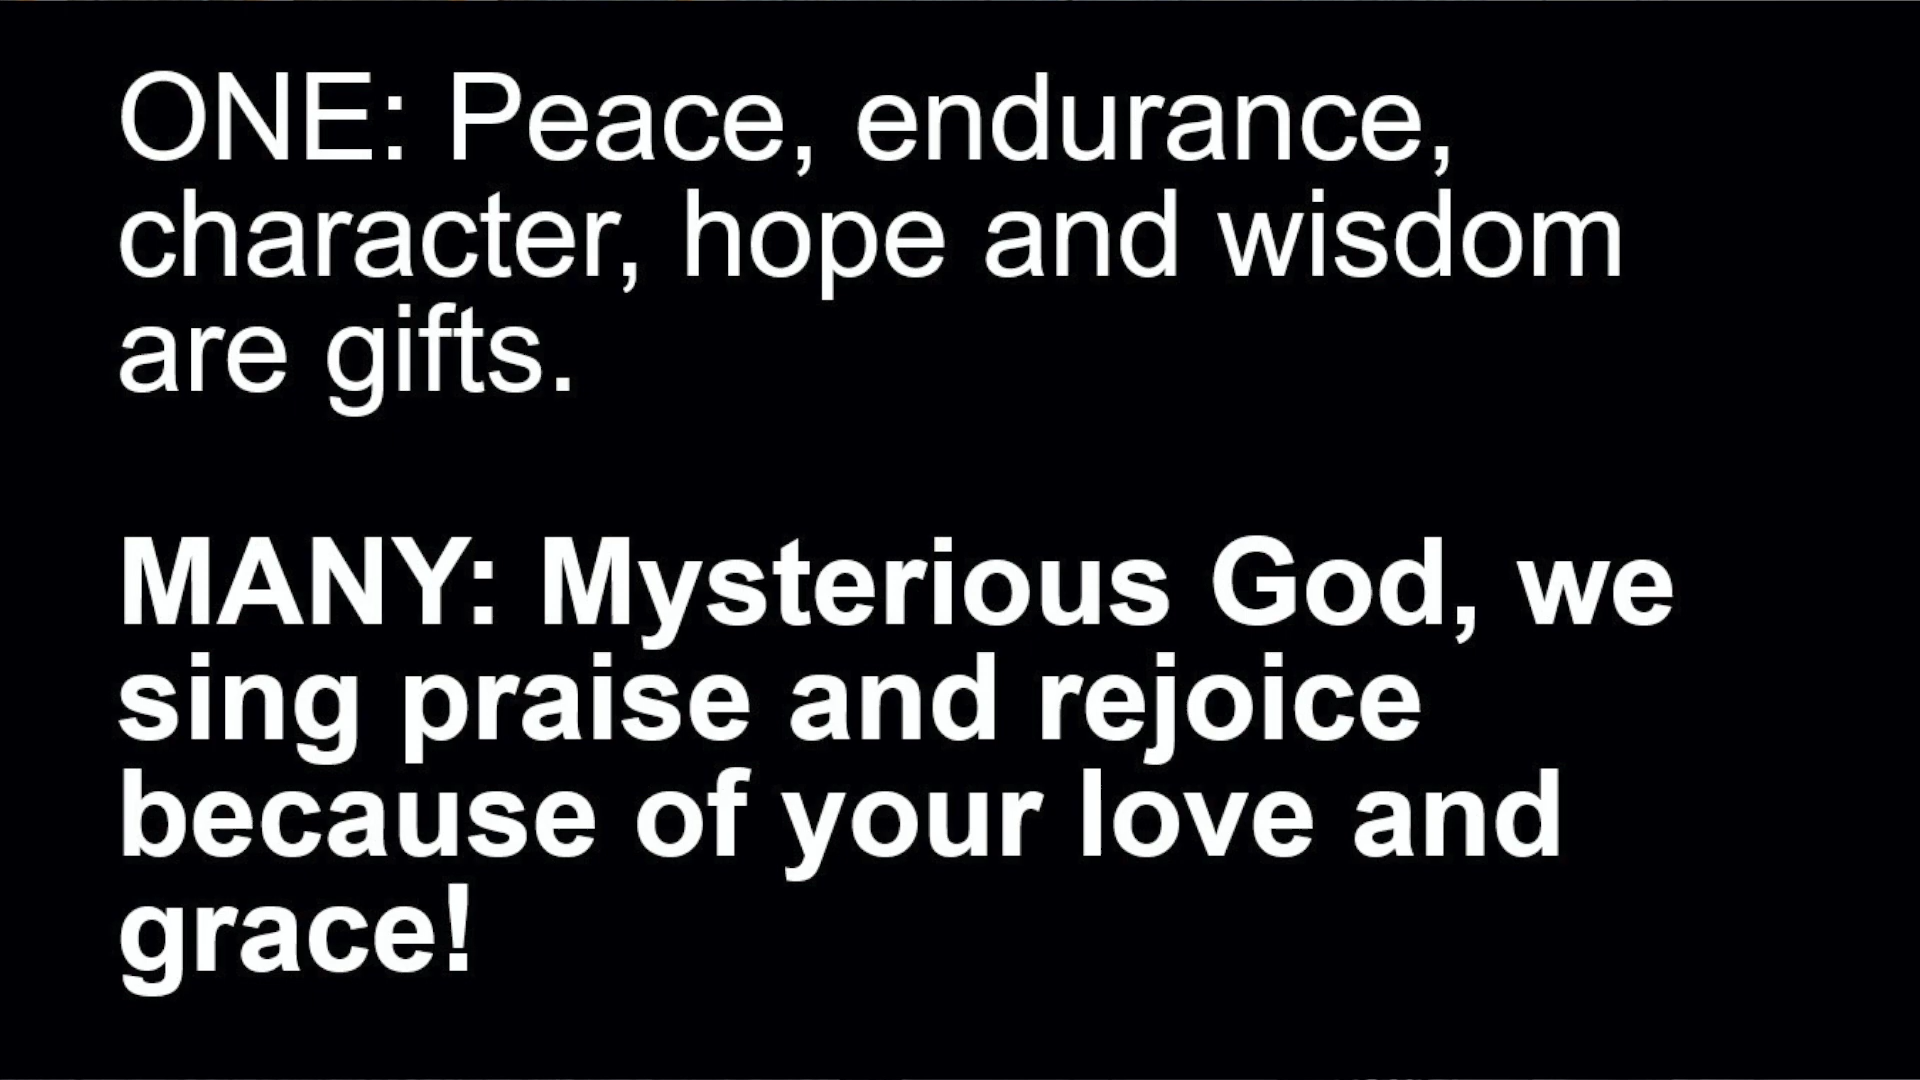 ONE: Peace, endurance,
character, hope and wisdom
are gifts.
MANY: Mysterious God, we
sing praise and rejoice
because of your love and
grace!